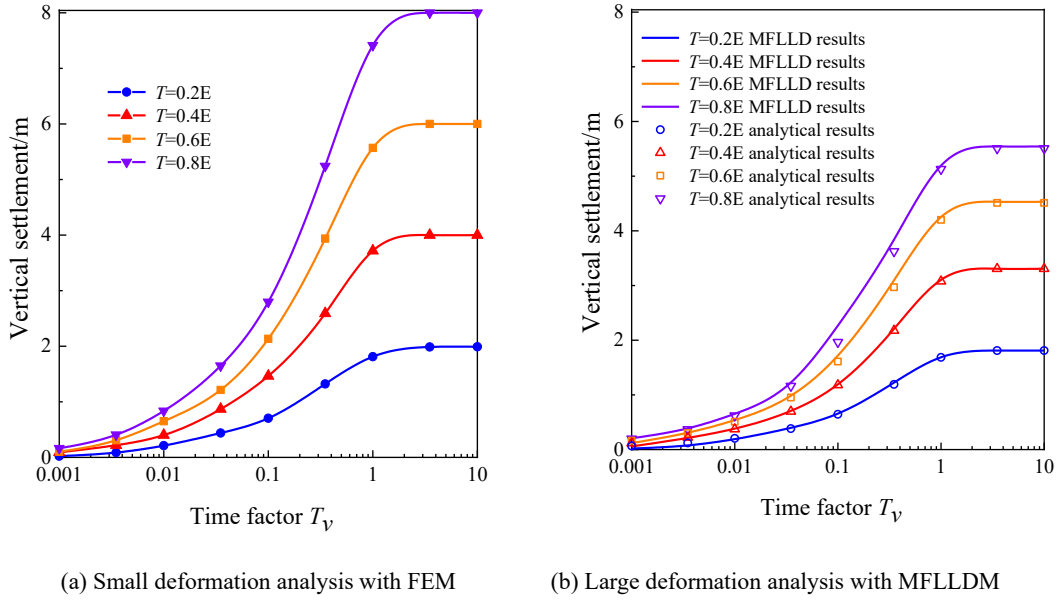 Vertical settlement/m
8
6
4
2
0
T=0.2E
T=0.4E
T=0.6E
T=0.8E
0.001 0.01 0.1 1 10
Time factor Tv
(a) Small deformation analysis with FEM
Vertical settlement/m
8
6
4
2
0
T=0.2E MFLLD results
T=0.4E MFLLD results
T=0.6E MFLLD results
T=0.8E MFLLD results
T=0.2E analytical results
T=0.4E analytical results
T=0.6E analytical results
T=0.8E analytical results
0.001 0.01 0.1 1 10
Time factor Tv
(b) Large deformation analysis with MFLLDM